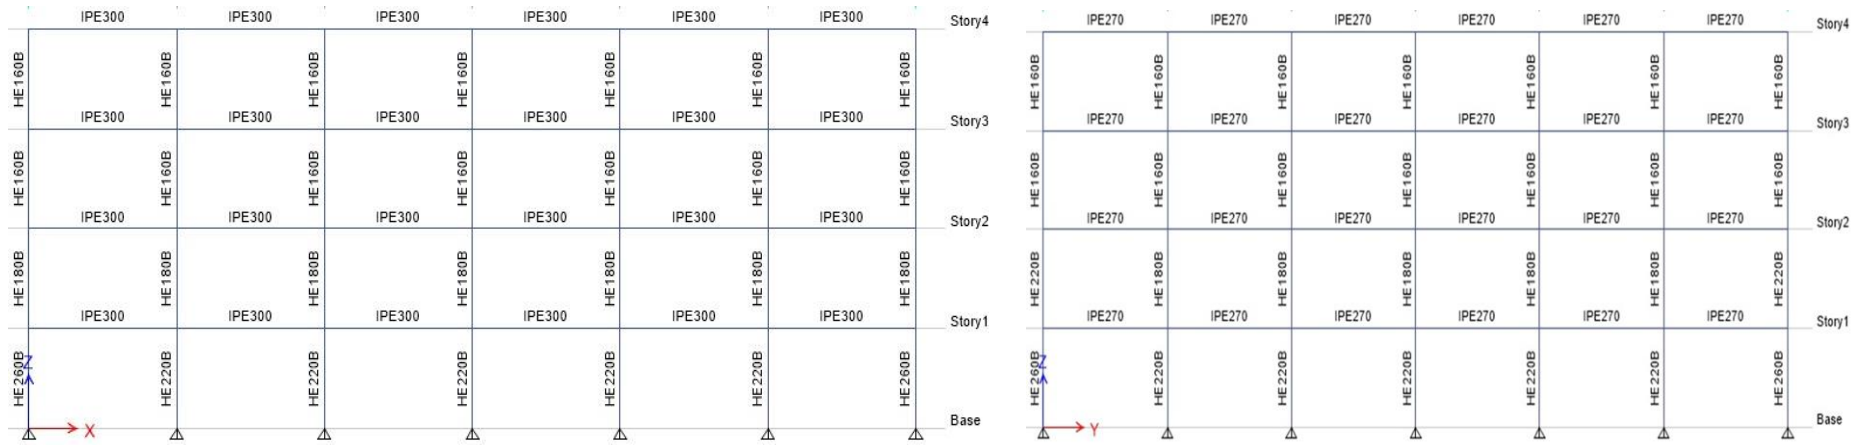 IPE300 IPE300 IPE300 IPE300 IPE300 IPE300 Story4
HE160B HE160B HE160B HE160B HE160B HE160B HE160B
IPE300 IPE300 IPE300 IPE300 IPE300 IPE300 Story3
HE160B HE160B HE160B HE160B HE160B HE160B HE160B
IPE300 IPE300 IPE300 IPE300 IPE300 IPE300 Story2
HE180B HE180B HE180B HE180B HE180B HE180B HE180B
IPE300 IPE300 IPE300 IPE300 IPE300 IPE300 Story1
HE260B HE220B HE220B HE220B HE220B HE220B HE260B
Z
X
Base
IPE270 IPE270 IPE270 IPE270 IPE270 IPE270 Story4
HE160B HE160B HE160B HE160B HE160B HE160B HE160B
IPE270 IPE270 IPE270 IPE270 IPE270 IPE270 Story3
HE160B HE160B HE160B HE160B HE160B HE160B HE160B
IPE270 IPE270 IPE270 IPE270 IPE270 IPE270 Story2
HE220B HE180B HE180B HE180B HE180B HE180B HE220B
IPE270 IPE270 IPE270 IPE270 IPE270 IPE270 Story1
HE260B HE220B HE220B HE220B HE220B HE220B HE260B
Z
Y
Base